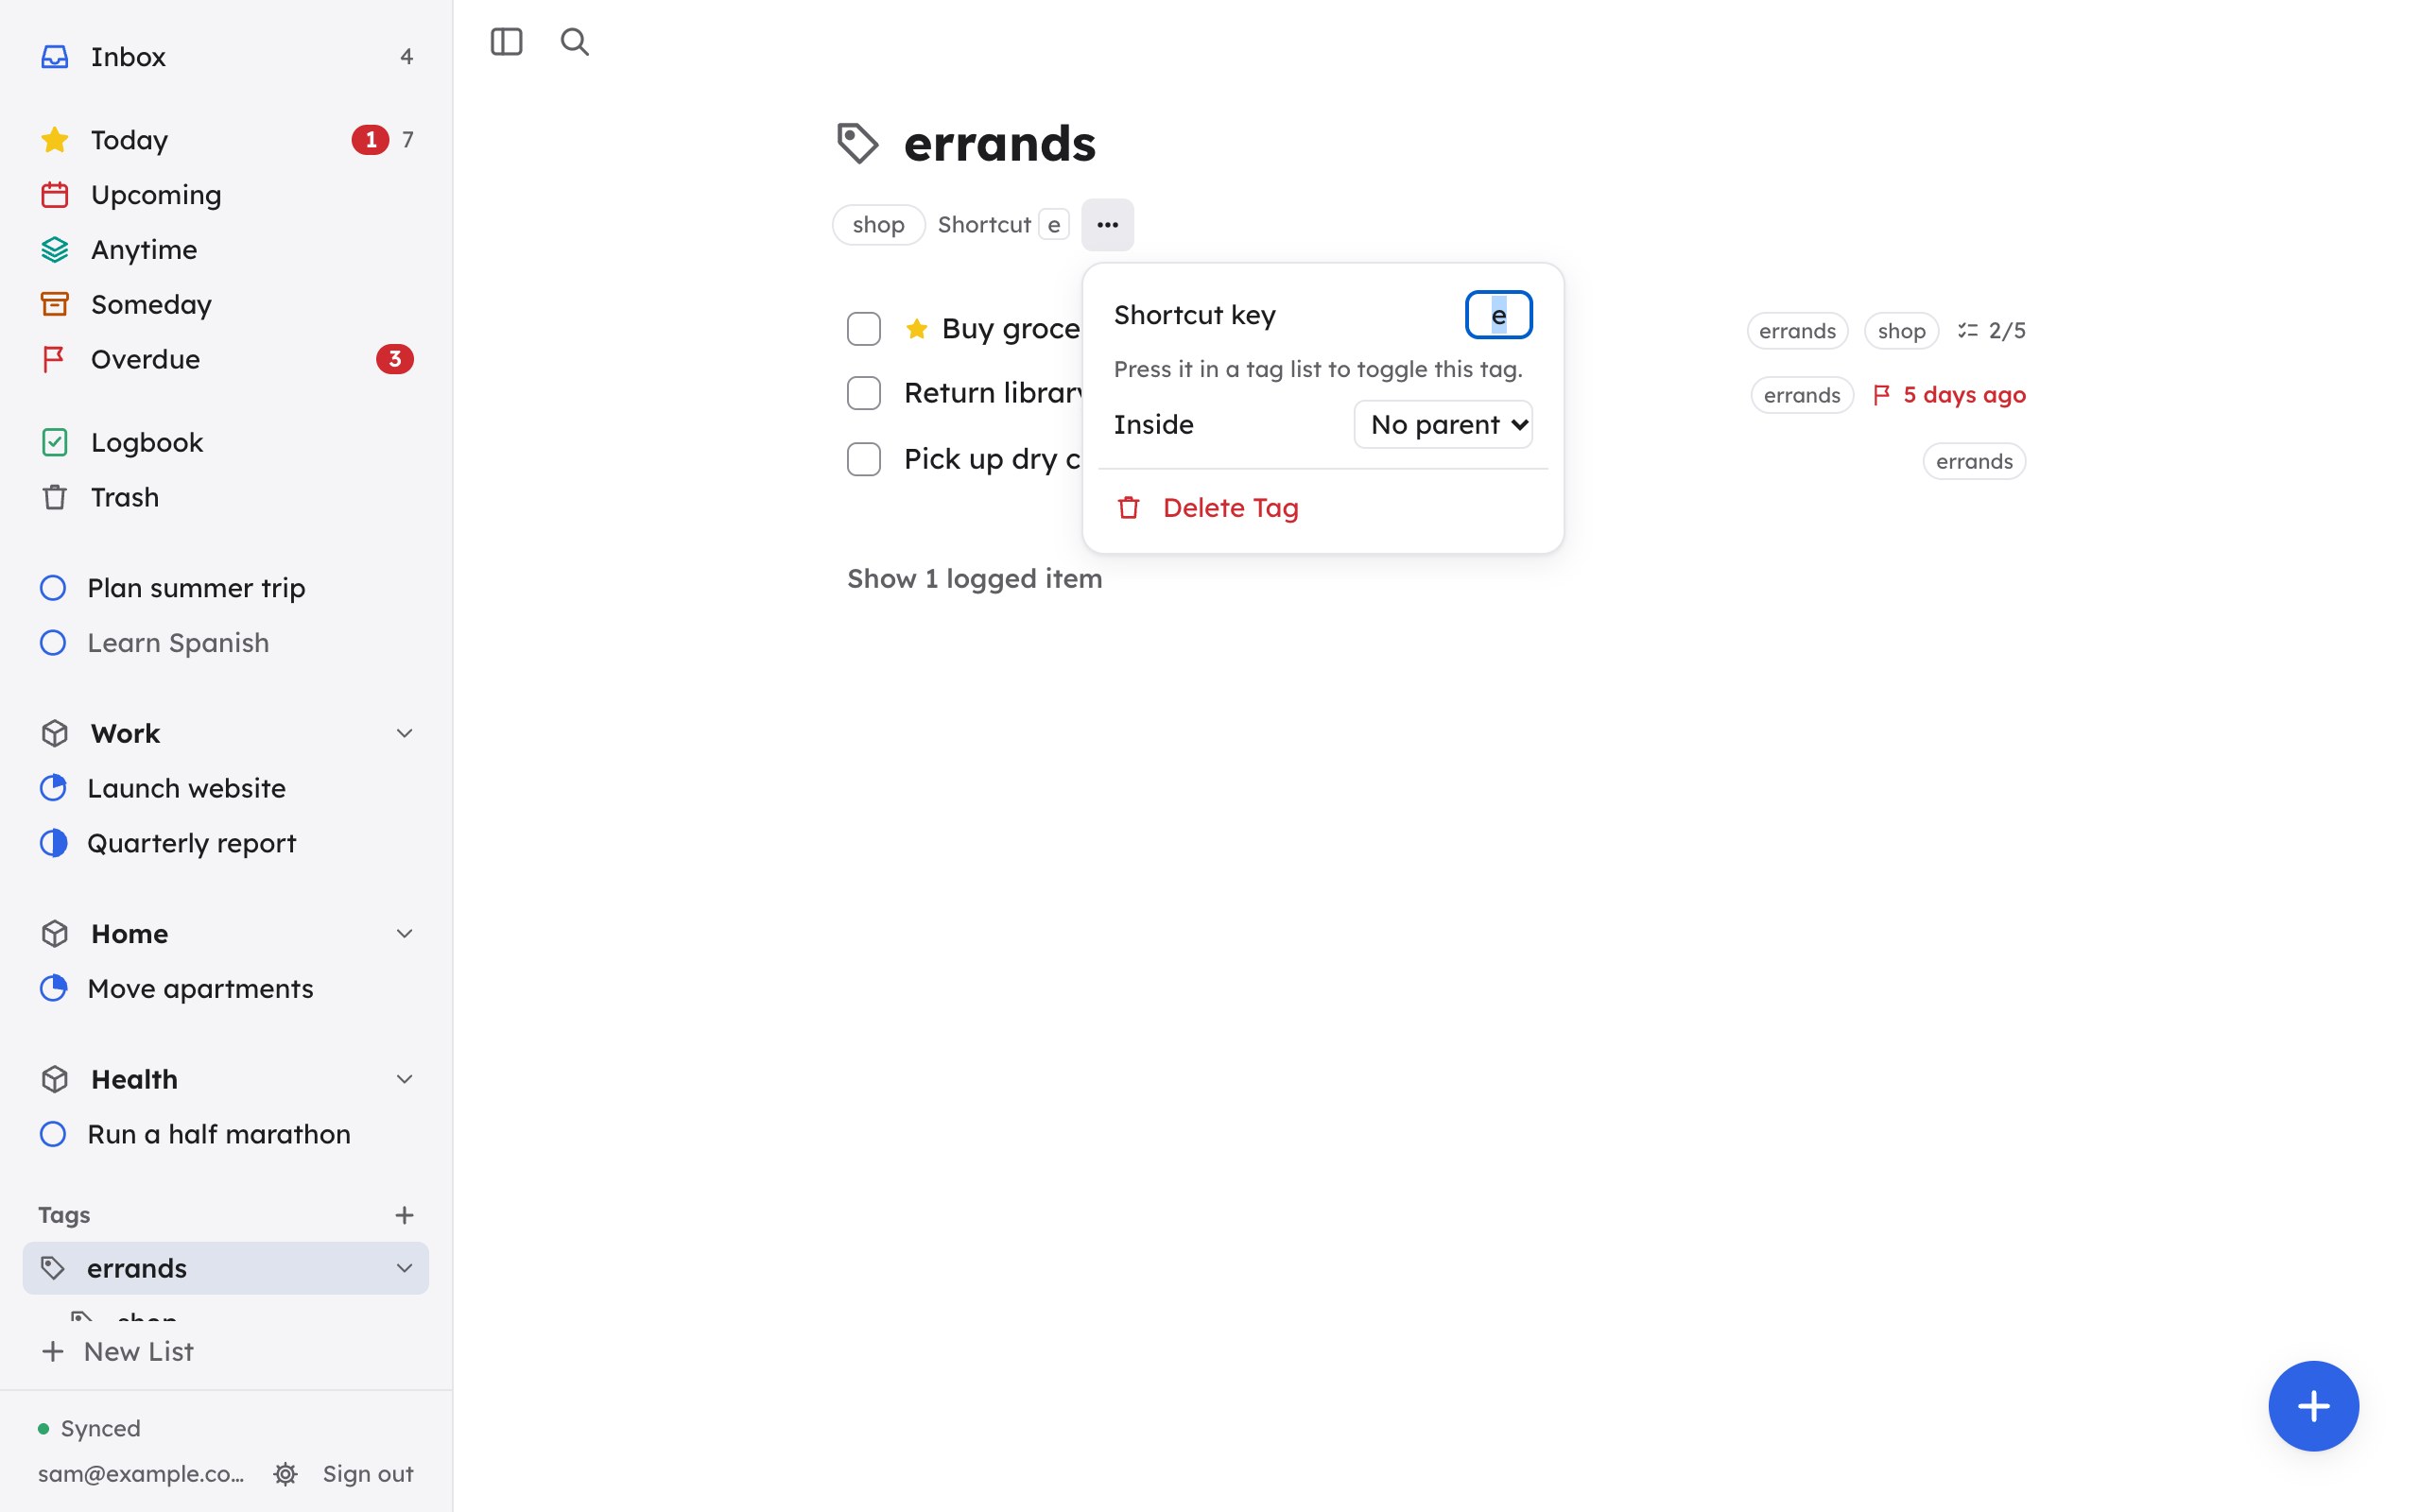 Inbox 4
Today 1 7
Upcoming
Anytime
Someday
Overdue 3
Logbook
Trash
Plan summer trip
Learn Spanish
Work
Launch website
Quarterly report
Home
Move apartments
Health
Run a half marathon
Tags
errands
shop
New List
Synced
sam@example.co…
Sign out
errands
shop Shortcut e
Shortcut key e
Press it in a tag list to toggle this tag.
Inside No parent
Delete Tag
Buy groce
errands shop 2/5
Return library
errands 5 days ago
Pick up dry c
errands
Show 1 logged item